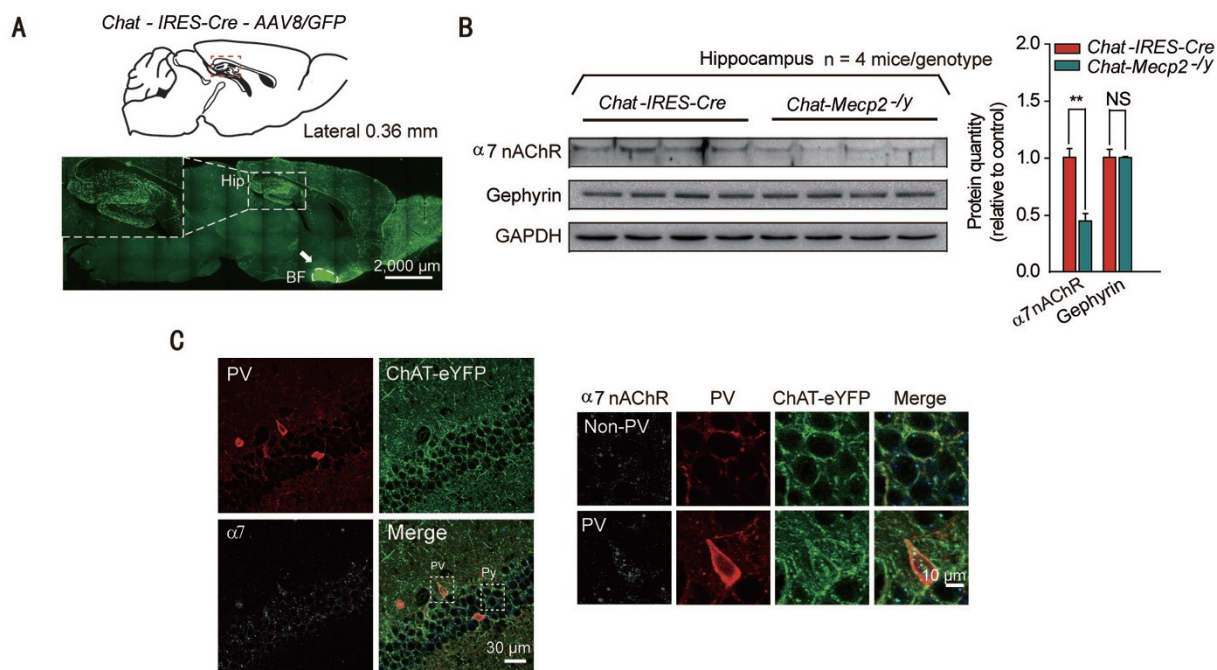 A
Chat - IRES-Cre - AAV8/GFP
Lateral 0.36 mm
Hip
BF
2,000 µm
B
Hippocampus n = 4 mice/genotype
Chat-IRES-Cre
Chat-Mecp2-/y
α7 nAChR
Gephyrin
GAPDH
Chat-IRES-Cre
Chat-Mecp2-/y
Protein quantity
(relative to control)
2.0
1.5
1.0
0.5
0.0
**
NS
α7nAChR
Gephyrin
C
PV
ChAT-eYFP
α7
Merge
PV
Py
30 µm
α7 nAChR PV ChAT-eYFP Merge
Non-PV
PV
10 µm